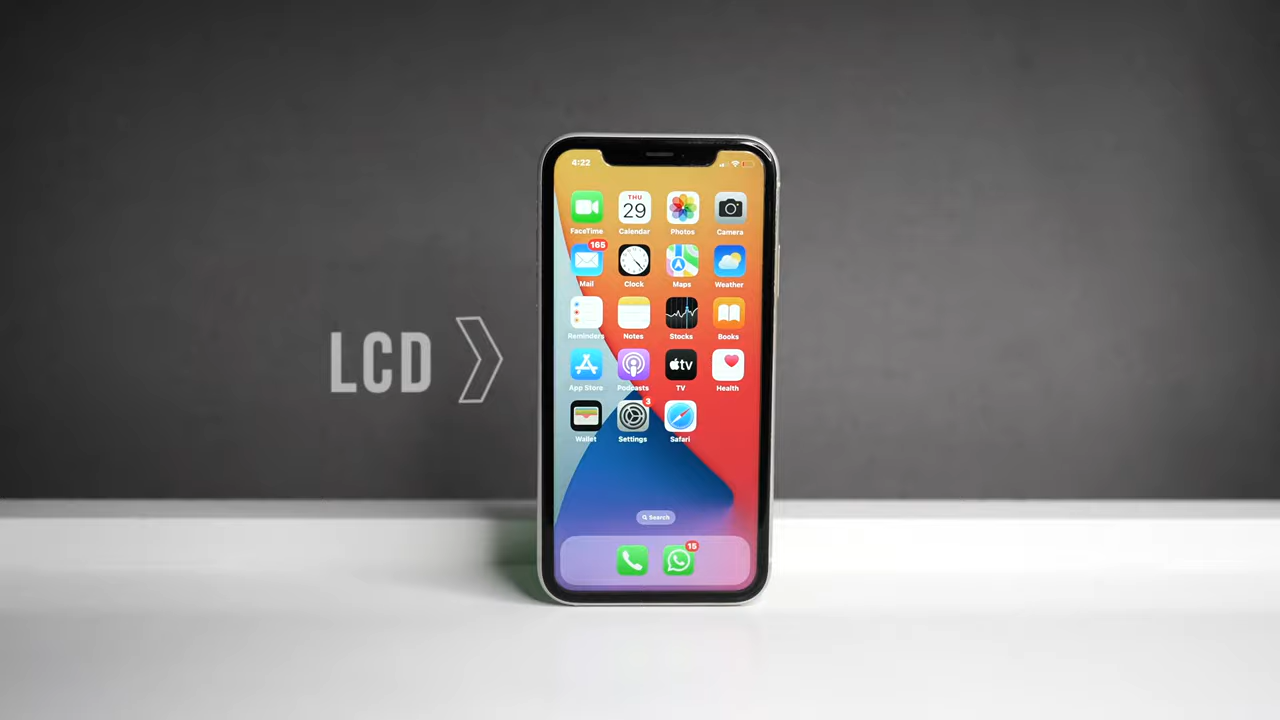 LCD
4:22
THU
29
FaceTime Calendar Photos Camera
165
Mail Clock Maps Weather
Reminders Notes Stocks Books
tv
App Store Podcasts TV Health
3
Wallet Settings Safari
Search
15